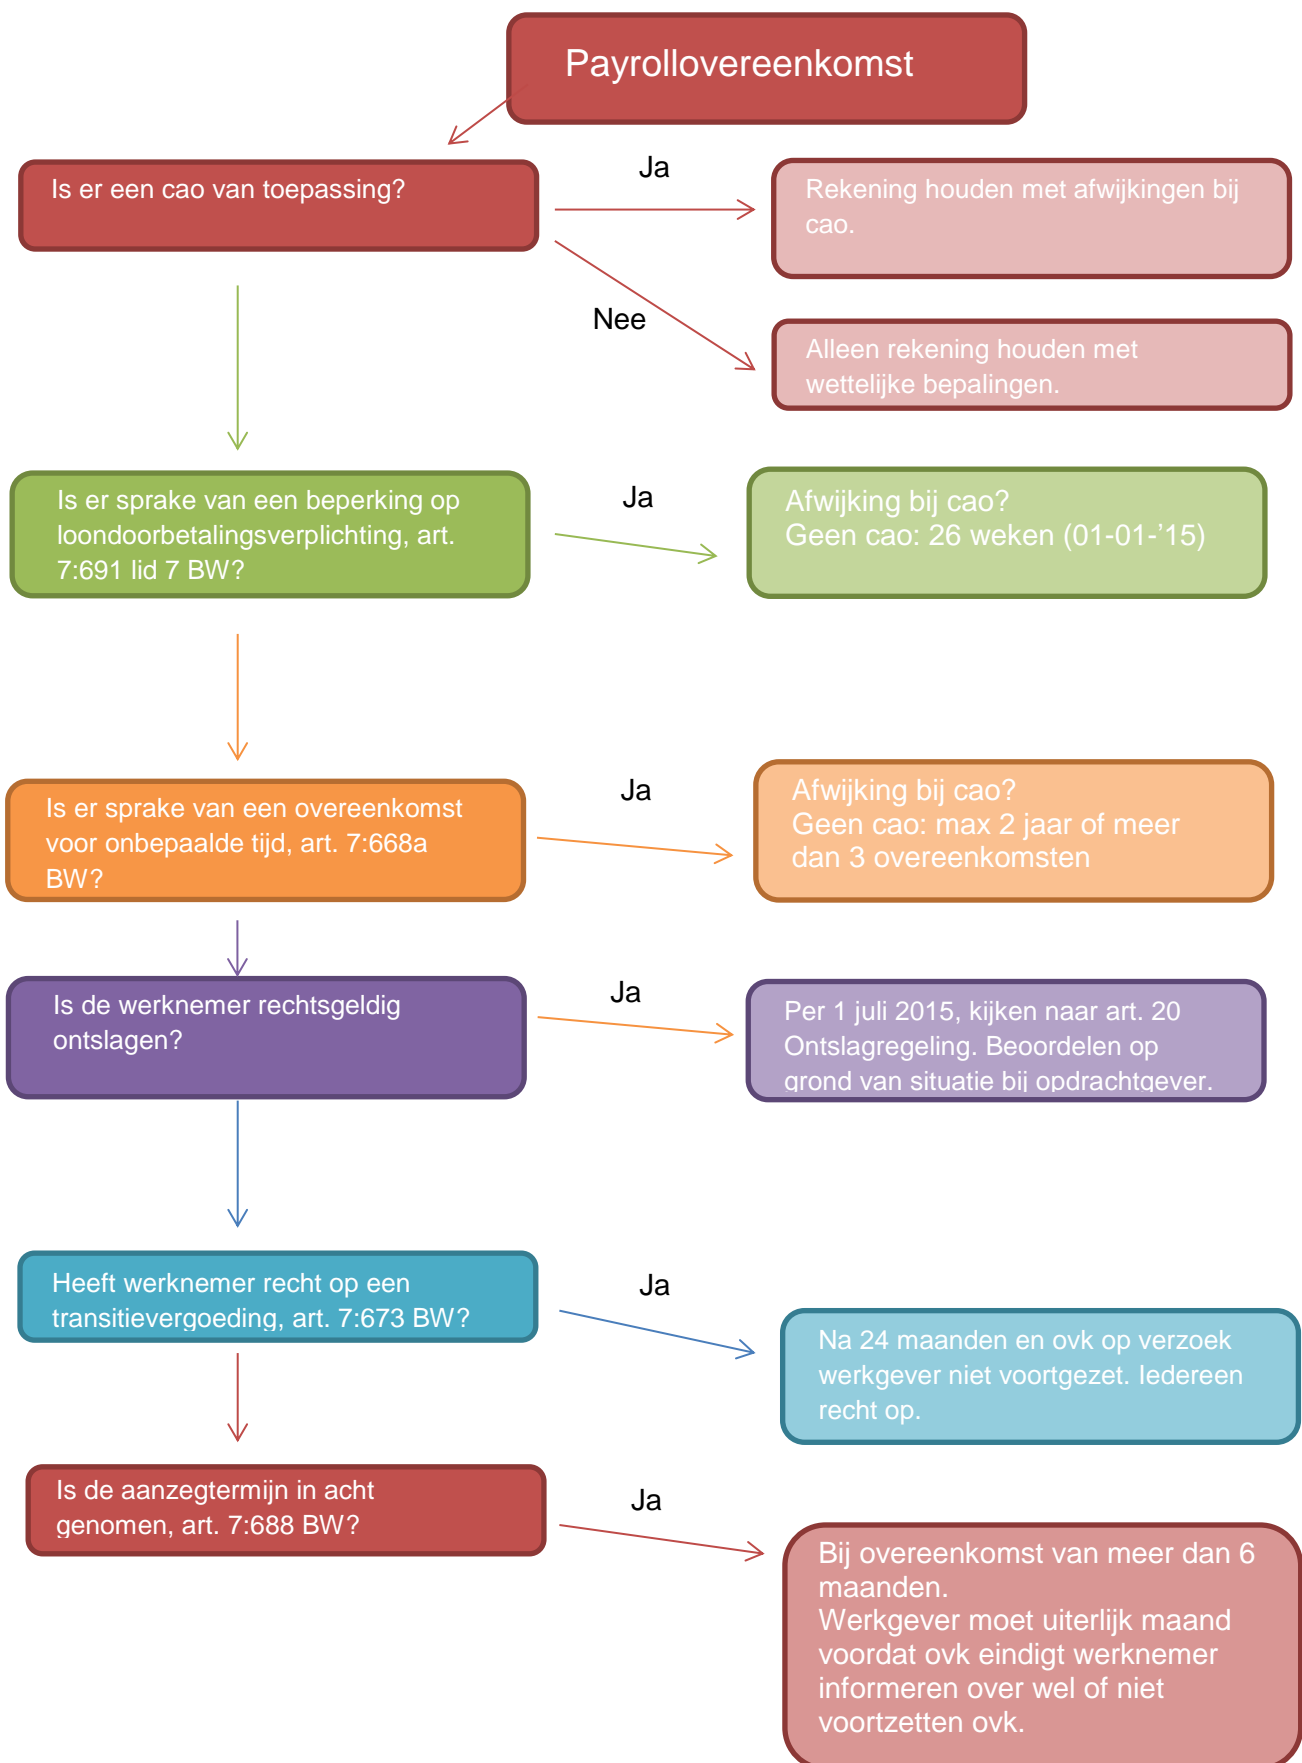 Payrollovereenkomst
Is er een cao van toepassing?
Ja
Rekening houden met afwijkingen bij
cao.
Nee
Alleen rekening houden met
wettelijke bepalingen.
Is er sprake van een beperking op
loondoorbetalingsverplichting, art.
7:691 lid 7 BW?
Ja
Afwijking bij cao?
Geen cao: 26 weken (01-01-’15)
Is er sprake van een overeenkomst
voor onbepaalde tijd, art. 7:668a
BW?
Ja
Afwijking bij cao?
Geen cao: max 2 jaar of meer
dan 3 overeenkomsten
Is de werknemer rechtsgeldig
ontslagen?
Ja
Per 1 juli 2015, kijken naar art. 20
Ontslagregeling. Beoordelen op
grond van situatie bij opdrachtgever.
Heeft werknemer recht op een
transitievergoeding, art. 7:673 BW?
Ja
Na 24 maanden en ovk op verzoek
werkgever niet voortgezet. Iedereen
recht op.
Is de aanzegtermijn in acht
genomen, art. 7:688 BW?
Ja
Bij overeenkomst van meer dan 6
maanden.
Werkgever moet uiterlijk maand
voordat ovk eindigt werknemer
informeren over wel of niet
voortzetten ovk.